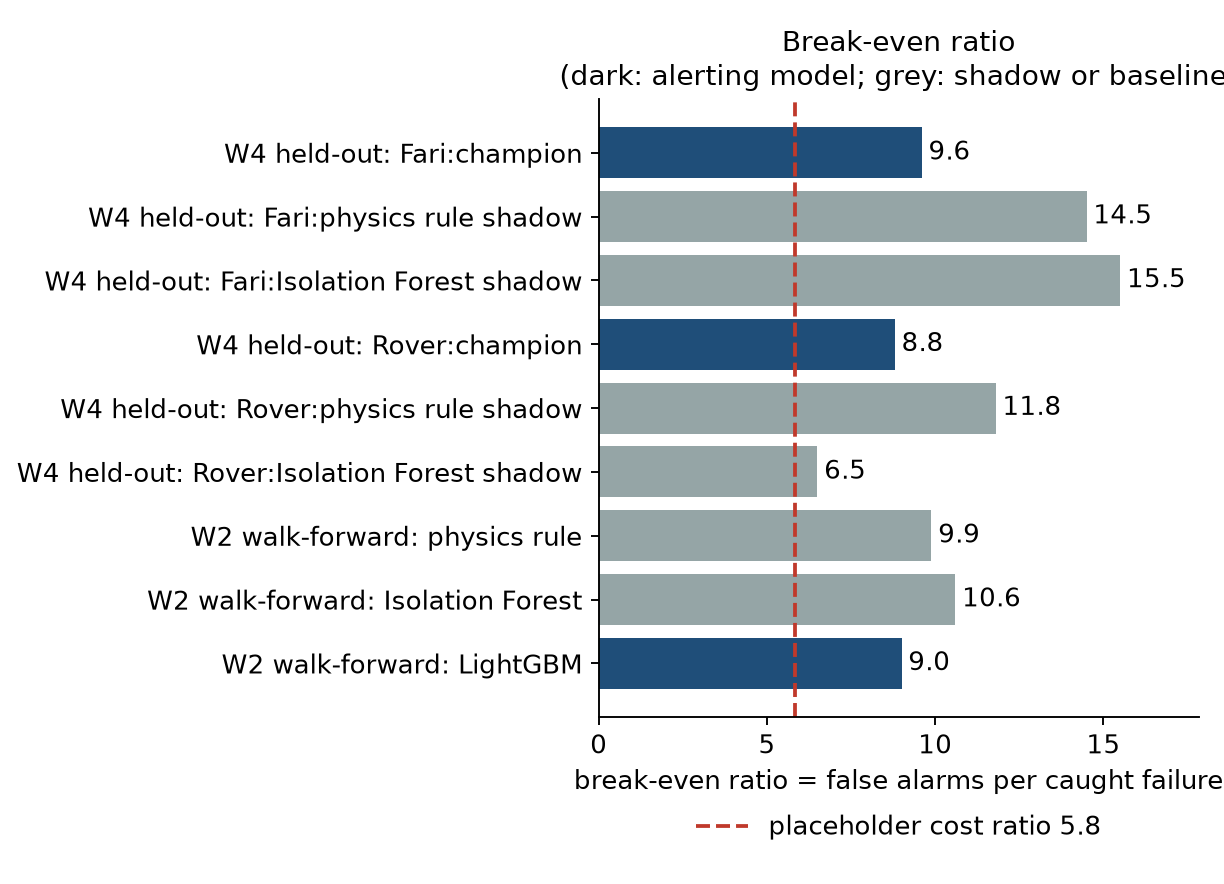 Break-even ratio
(dark: alerting model; grey: shadow or baseline
W4 held-out: Fari:champion 9.6
W4 held-out: Fari:physics rule shadow 14.5
W4 held-out: Fari:Isolation Forest shadow 15.5
W4 held-out: Rover:champion 8.8
W4 held-out: Rover:physics rule shadow 11.8
W4 held-out: Rover:Isolation Forest shadow 6.5
W2 walk-forward: physics rule 9.9
W2 walk-forward: Isolation Forest 10.6
W2 walk-forward: LightGBM 9.0
0 5 10 15
break-even ratio = false alarms per caught failure
placeholder cost ratio 5.8